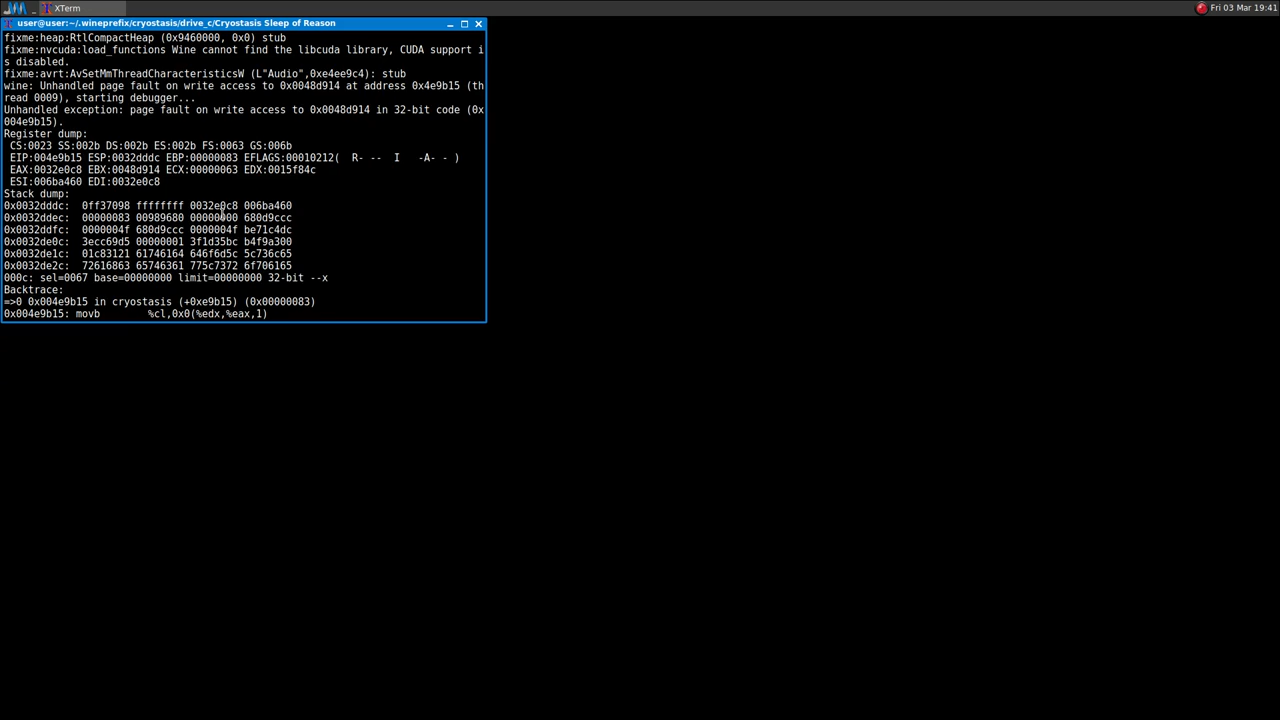 XTerm
Fri 03 Mar, 19:41
user@user:~/.wineprefix/cryostasis/drive_c/Cryostasis Sleep of Reason
fixme:heap:RtlCompactHeap (0x9460000, 0x0) stub
fixme:nvcuda:load_functions Wine cannot find the libcuda library, CUDA support i
s disabled.
fixme:avrt:AvSetMmThreadCharacteristicsW (L"Audio",0xe4ee9c4): stub
wine: Unhandled page fault on write access to 0x0048d914 at address 0x4e9b15 (th
read 0009), starting debugger...
Unhandled exception: page fault on write access to 0x0048d914 in 32-bit code (0x
004e9b15).
Register dump:
 CS:0023 SS:002b DS:002b ES:002b FS:0063 GS:006b
 EIP:004e9b15 ESP:0032dddc EBP:00000083 EFLAGS:00010212(  R- --  I   -A- - )
 EAX:0032e0c8 EBX:0048d914 ECX:00000063 EDX:0015f84c
 ESI:006ba460 EDI:0032e0c8
Stack dump:
0x0032dddc:  0ff37098 ffffffff 0032e0c8 006ba460
0x0032ddec:  00000083 00989680 00000000 680d9ccc
0x0032ddfc:  0000004f 680d9ccc 0000004f be71c4dc
0x0032de0c:  3ecc69d5 00000001 3f1d35bc b4f9a300
0x0032de1c:  01c83121 61746164 646f6d5c 5c736c65
0x0032de2c:  72616863 65746361 775c7372 6f706165
000c: sel=0067 base=00000000 limit=00000000 32-bit --x
Backtrace:
=>0 0x004e9b15 in cryostasis (+0xe9b15) (0x00000083)
0x004e9b15: movb        %cl,0x0(%edx,%eax,1)